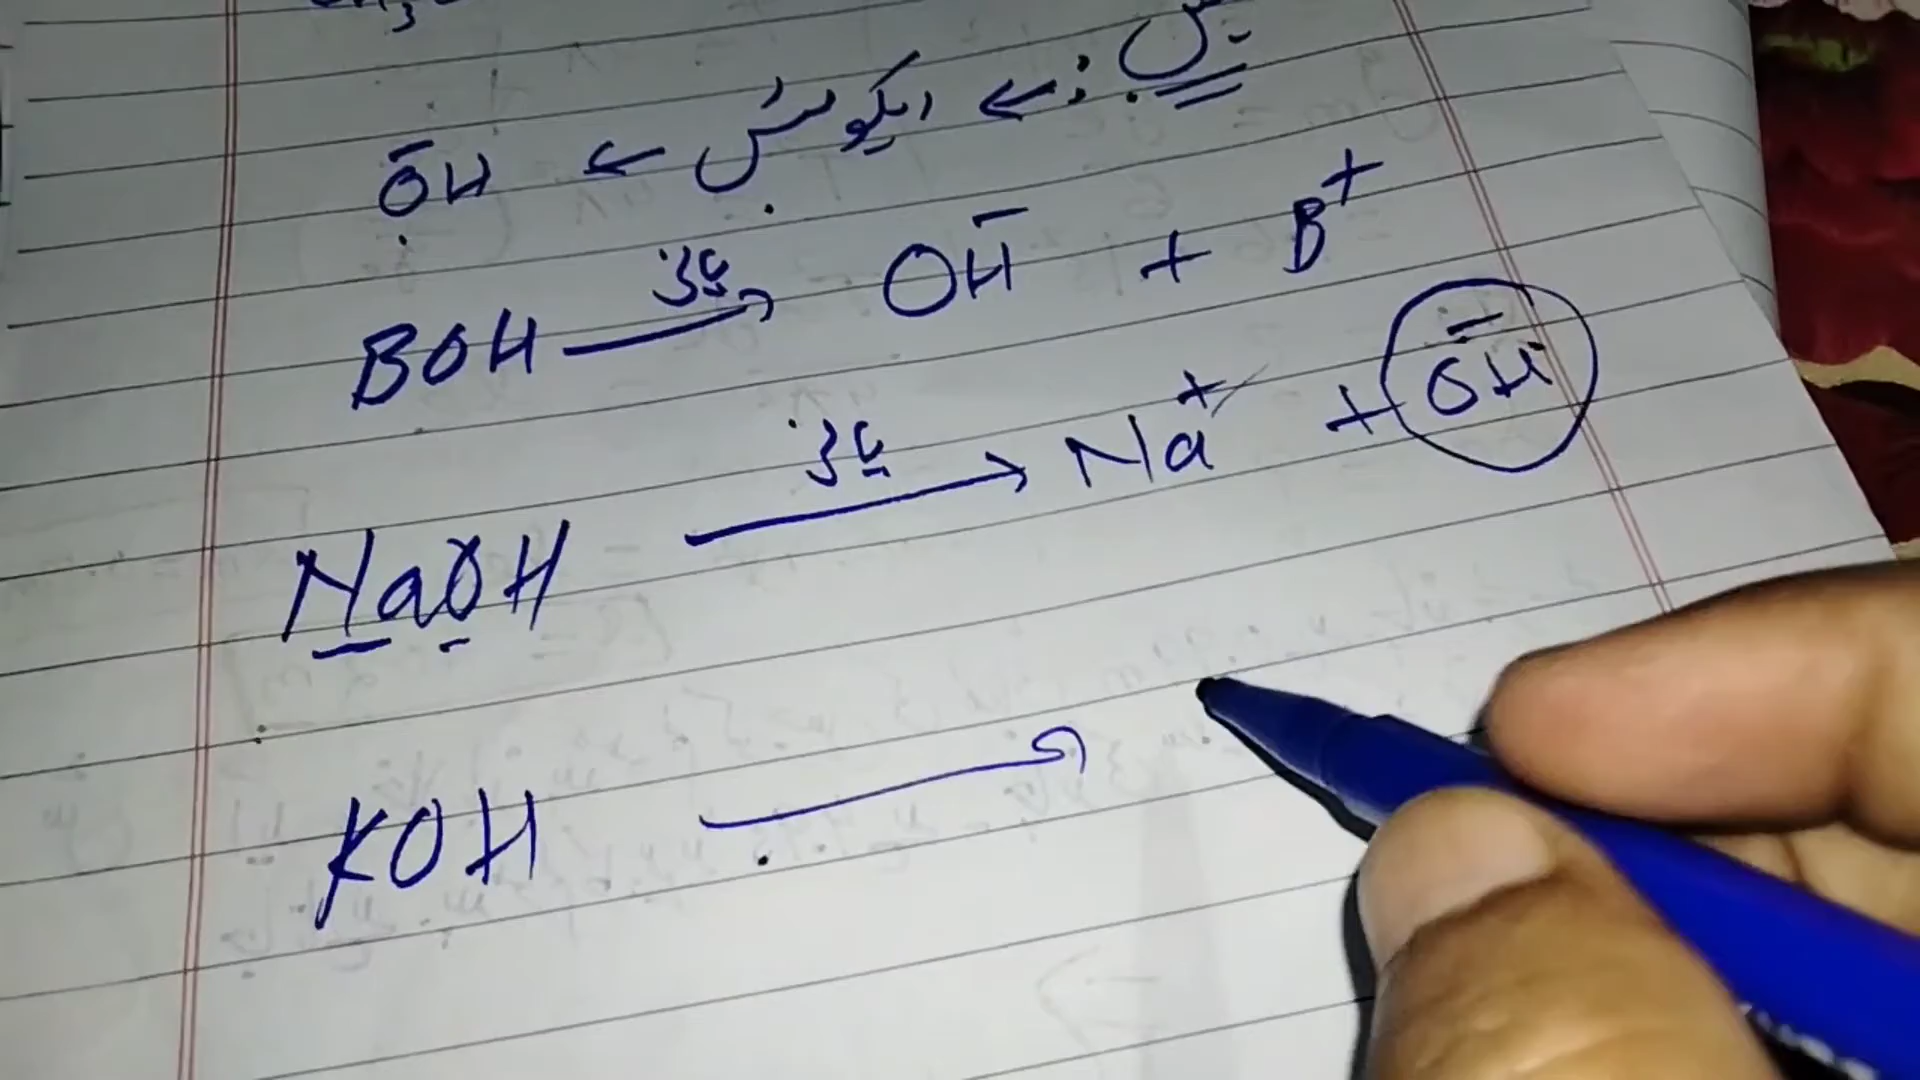 بیس :← ایکوئس ← OH⁻
BOH پانی→ OH⁻ + B⁺
NaOH پانی→ Na⁺ + OH⁻
KOH →